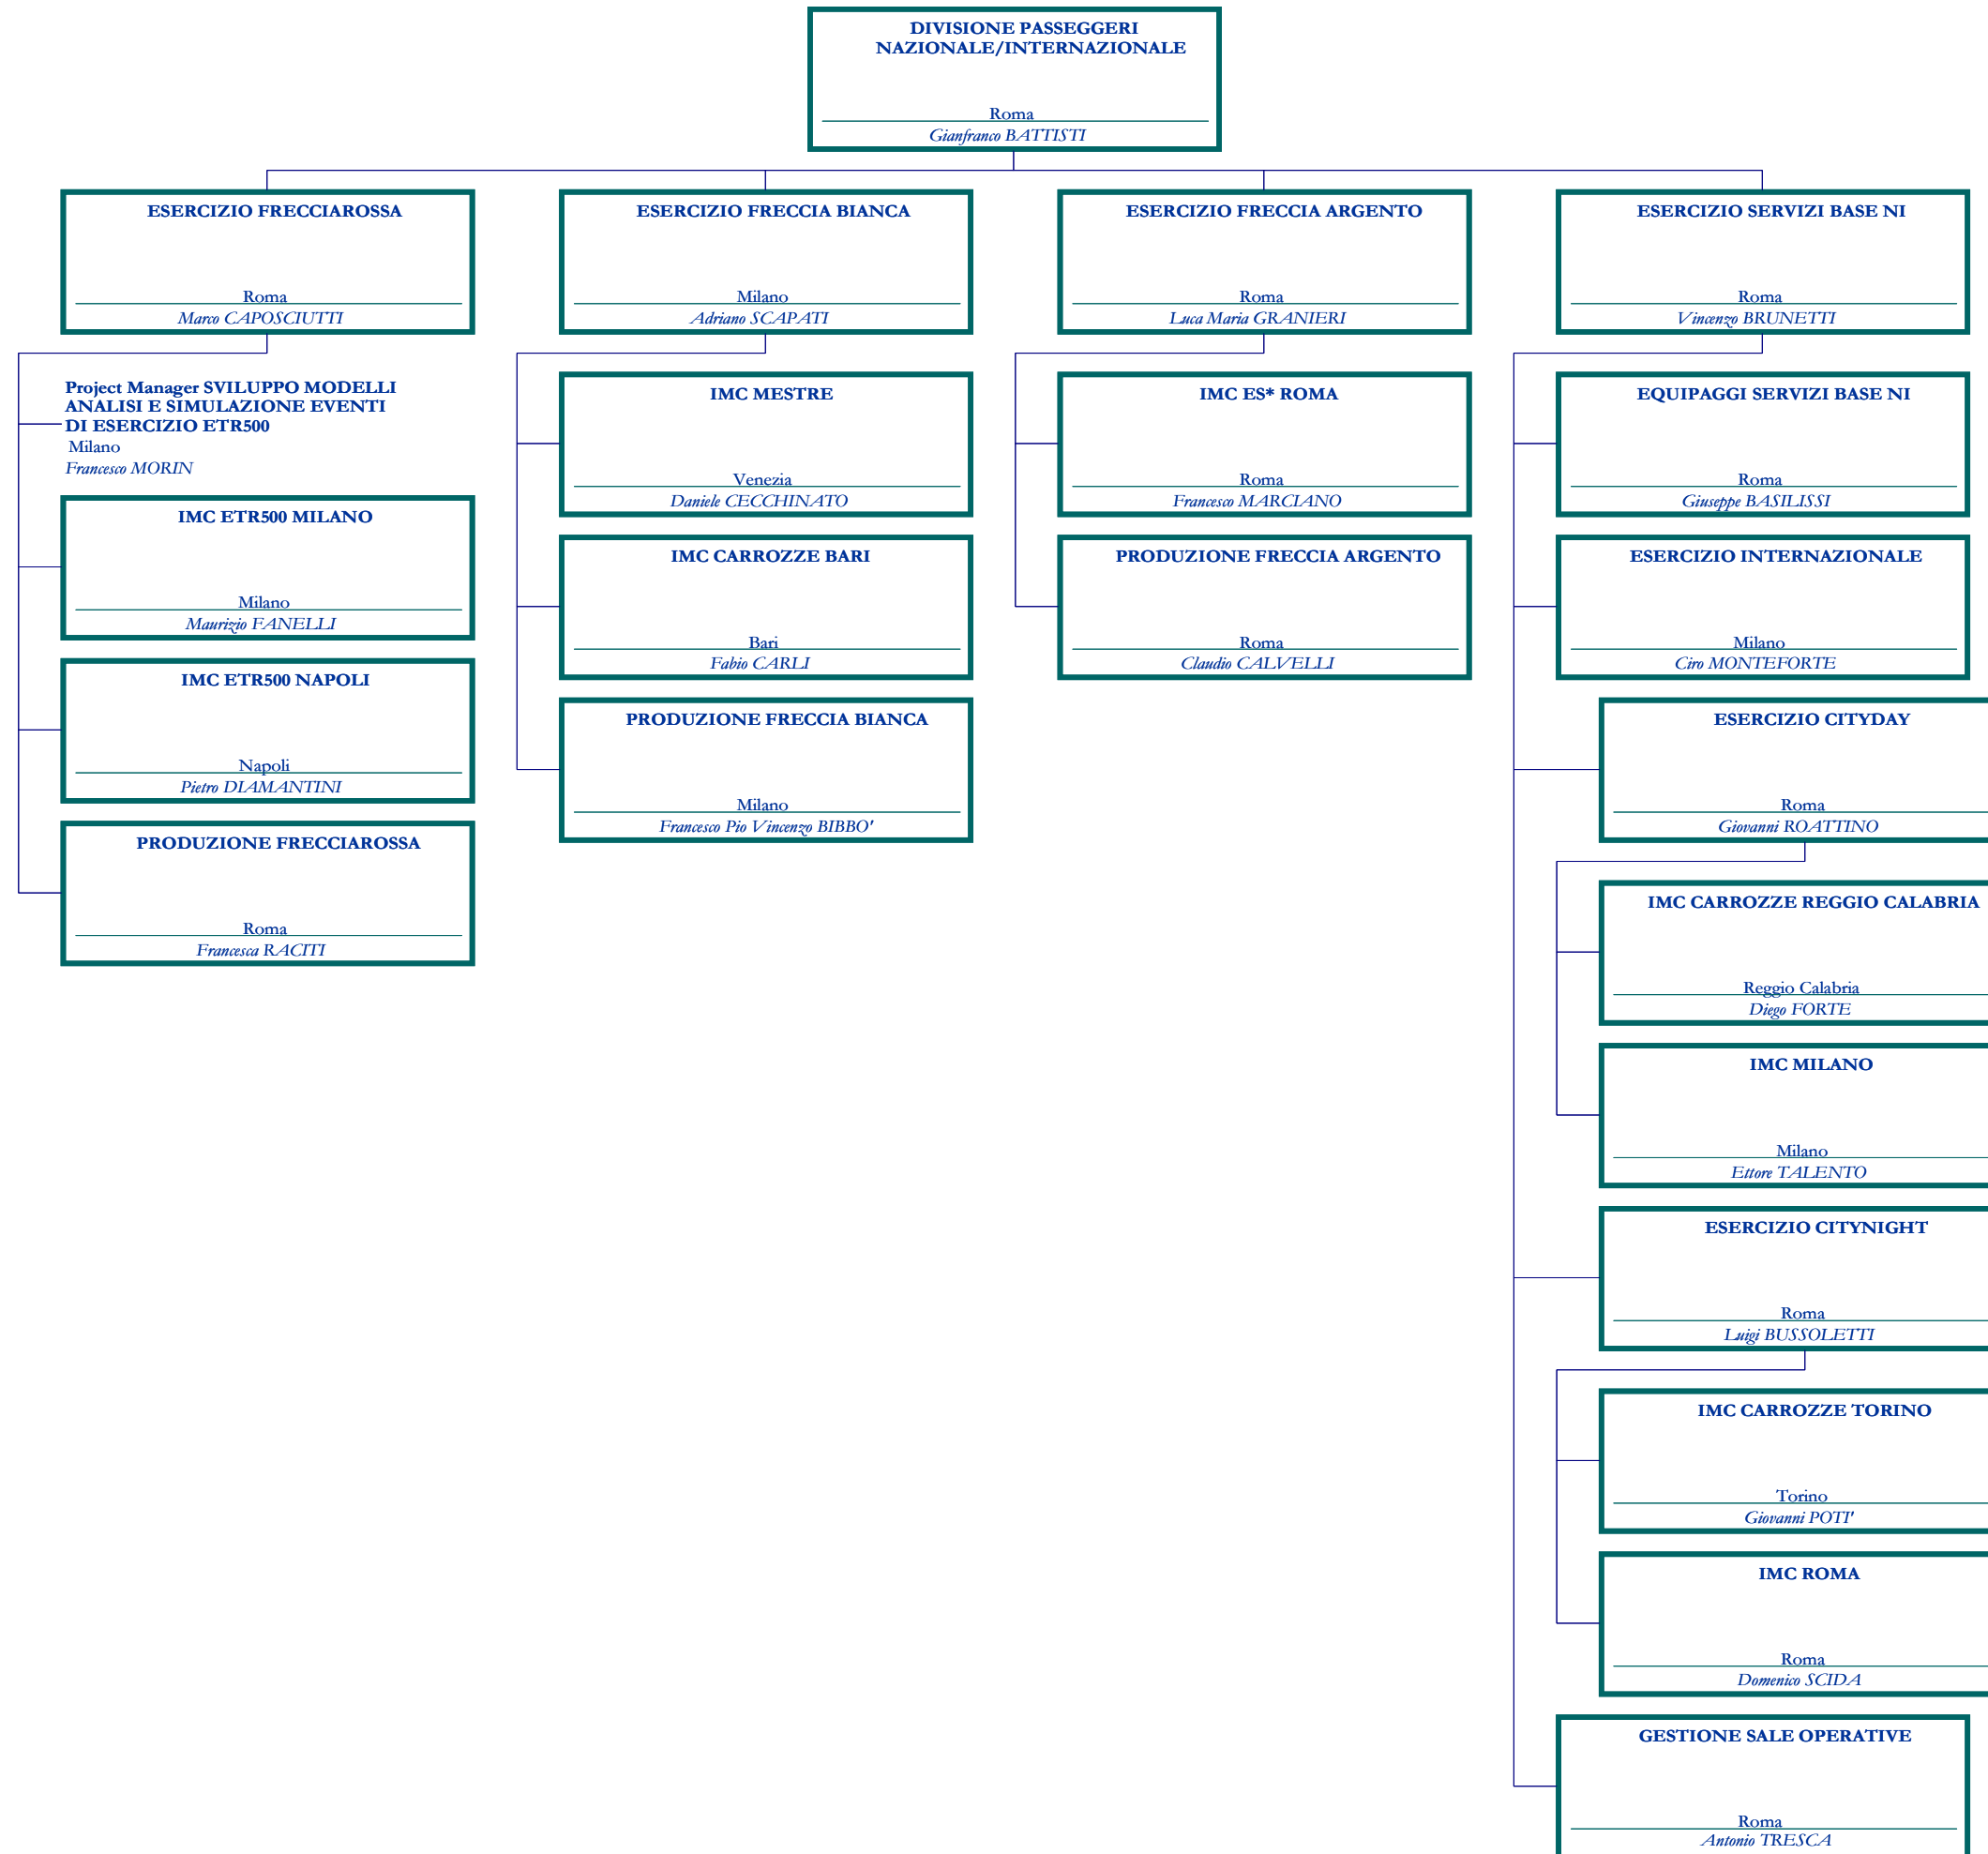 DIVISIONE PASSEGGERI
NAZIONALE/INTERNAZIONALE
Roma
Gianfranco BATTISTI
ESERCIZIO FRECCIAROSSA
Roma
Marco CAPOSCIUTTI
Project Manager SVILUPPO MODELLI
ANALISI E SIMULAZIONE EVENTI
DI ESERCIZIO ETR500
Milano
Francesco MORIN
IMC ETR500 MILANO
Milano
Maurizio FANELLI
IMC ETR500 NAPOLI
Napoli
Pietro DIAMANTINI
PRODUZIONE FRECCIAROSSA
Roma
Francesca RACITI
ESERCIZIO FRECCIA BIANCA
Milano
Adriano SCAPATI
IMC MESTRE
Venezia
Daniele CECCHINATO
IMC CARROZZE BARI
Bari
Fabio CARLI
PRODUZIONE FRECCIA BIANCA
Milano
Francesco Pio Vincenzo BIBBO'
ESERCIZIO FRECCIA ARGENTO
Roma
Luca Maria GRANIERI
IMC ES* ROMA
Roma
Francesco MARCIANO
PRODUZIONE FRECCIA ARGENTO
Roma
Claudio CALVELLI
ESERCIZIO SERVIZI BASE NI
Roma
Vincenzo BRUNETTI
EQUIPAGGI SERVIZI BASE NI
Roma
Giuseppe BASILISSI
ESERCIZIO INTERNAZIONALE
Milano
Ciro MONTEFORTE
ESERCIZIO CITYDAY
Roma
Giovanni ROATTINO
IMC CARROZZE REGGIO CALABRIA
Reggio Calabria
Diego FORTE
IMC MILANO
Milano
Ettore TALENTO
ESERCIZIO CITYNIGHT
Roma
Luigi BUSSOLETTI
IMC CARROZZE TORINO
Torino
Giovanni POTI'
IMC ROMA
Roma
Domenico SCIDA
GESTIONE SALE OPERATIVE
Roma
Antonio TRESCA